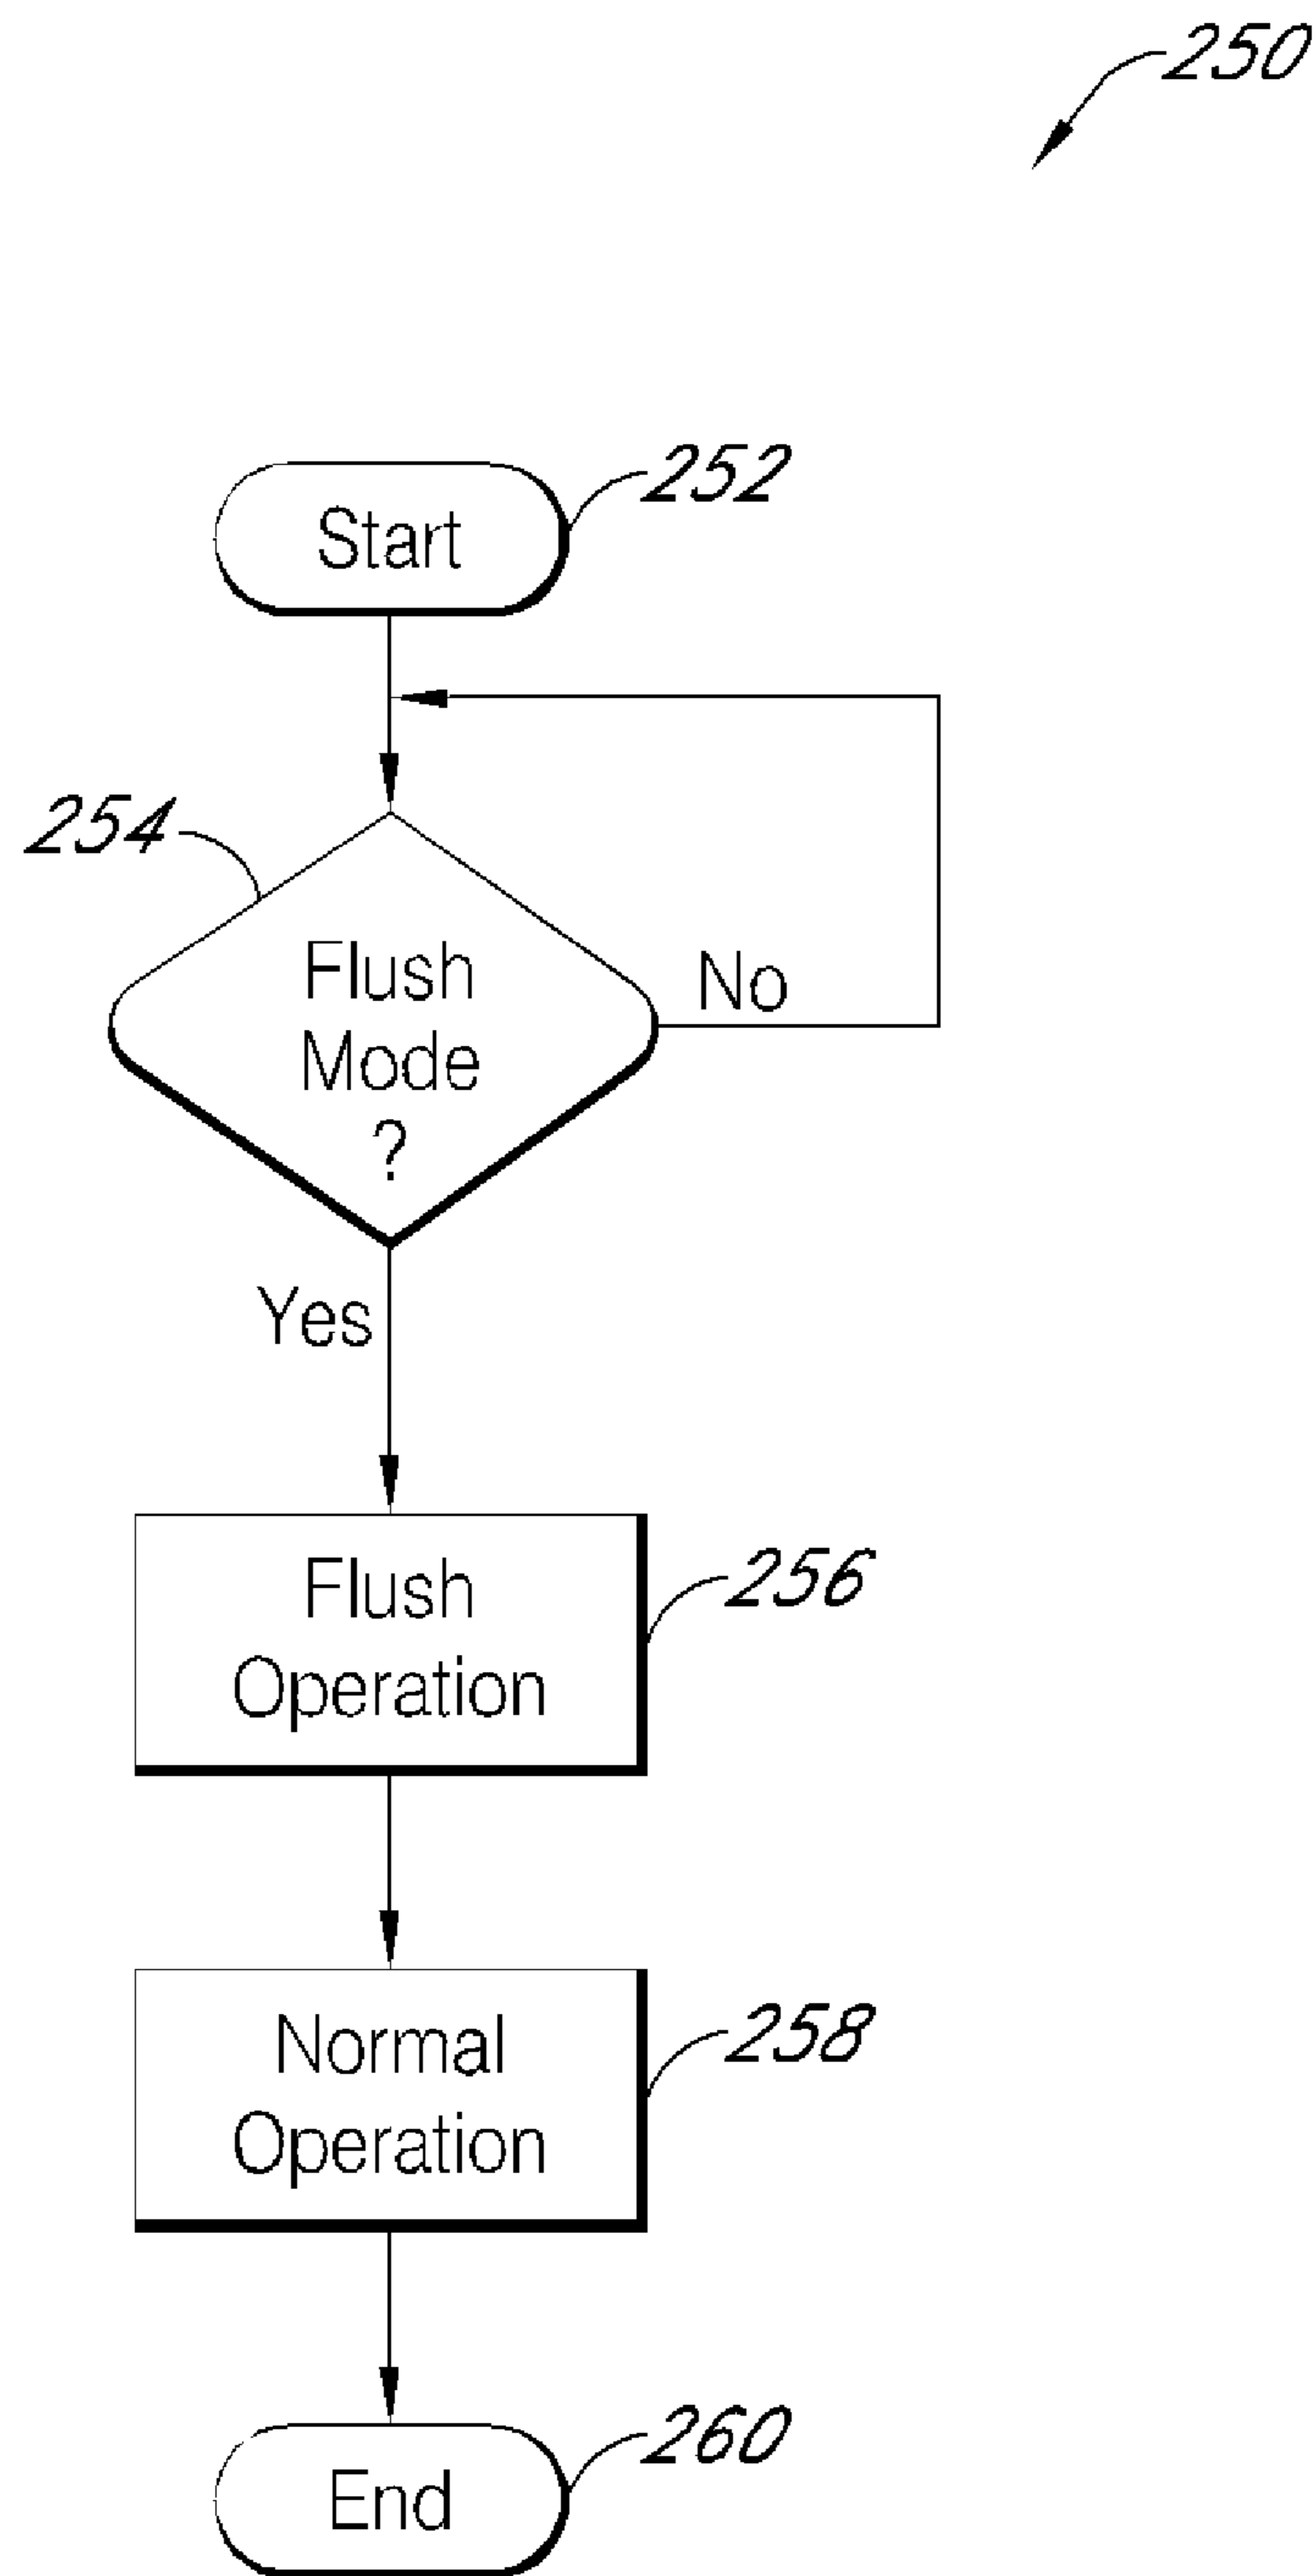 250
Start
252
254
Flush
Mode
?
No
Yes
Flush
Operation
256
Normal
Operation
258
End
260